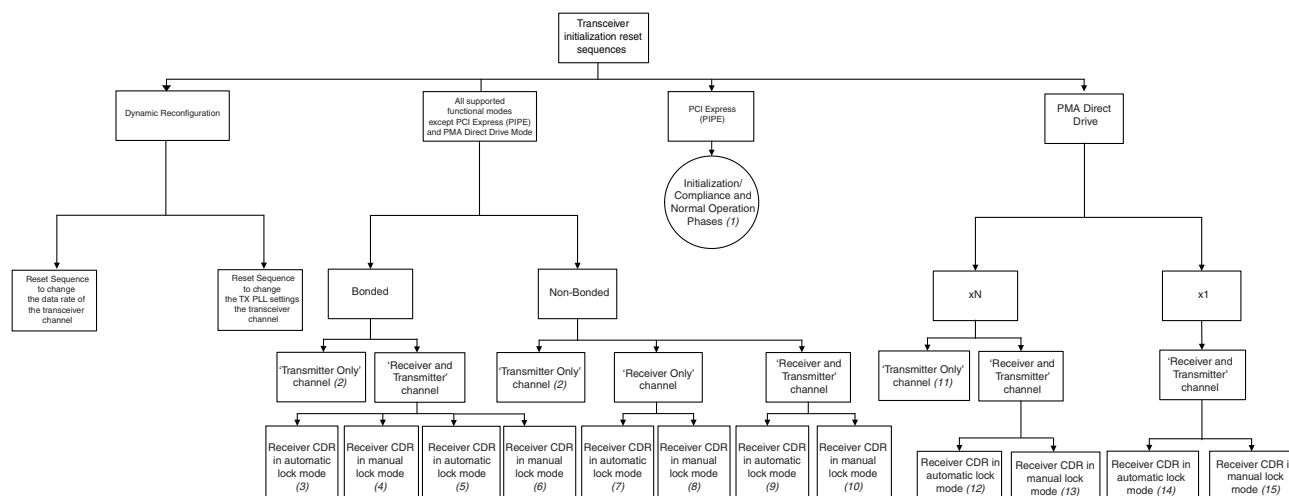 Transceiver
initialization reset
sequences
Dynamic Reconfiguration
All supported
functional modes
except PCI Express (PIPE)
and PMA Direct Drive Mode
PCI Express
(PIPE)
PMA Direct
Drive
Initialization/
Compliance and
Normal Operation
Phases (1)
Reset Sequence
to change
the data rate of
the transceiver
channel
Reset Sequence
to change
the TX PLL settings
the transceiver
channel
Bonded
Non-Bonded
xN
x1
'Transmitter Only'
channel (2)
'Receiver and
Transmitter'
channel
'Transmitter Only'
channel (2)
'Receiver Only'
channel
'Receiver and
Transmitter'
channel
'Transmitter Only'
channel (11)
'Receiver and
Transmitter'
channel
'Receiver and
Transmitter'
channel
Receiver CDR
in automatic
lock mode
(3)
Receiver CDR
in manual
lock mode
(4)
Receiver CDR
in automatic
lock mode
(5)
Receiver CDR
in manual
lock mode
(6)
Receiver CDR
in automatic
lock mode
(7)
Receiver CDR
in manual
lock mode
(8)
Receiver CDR
in automatic
lock mode
(9)
Receiver CDR
in manual
lock mode
(10)
Receiver CDR in
automatic lock
mode (12)
Receiver CDR in
manual lock
mode (13)
Receiver CDR in
automatic lock
mode (14)
Receiver CDR in
manual lock
mode (15)